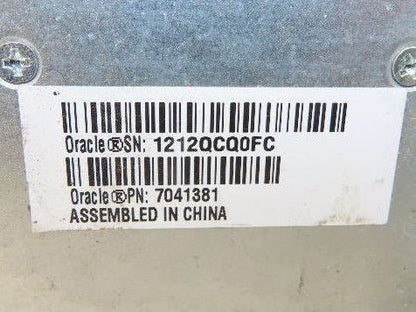 Oracle®SN: 1212QCQ0FC
Oracle®PN: 7041381
ASSEMBLED IN CHINA